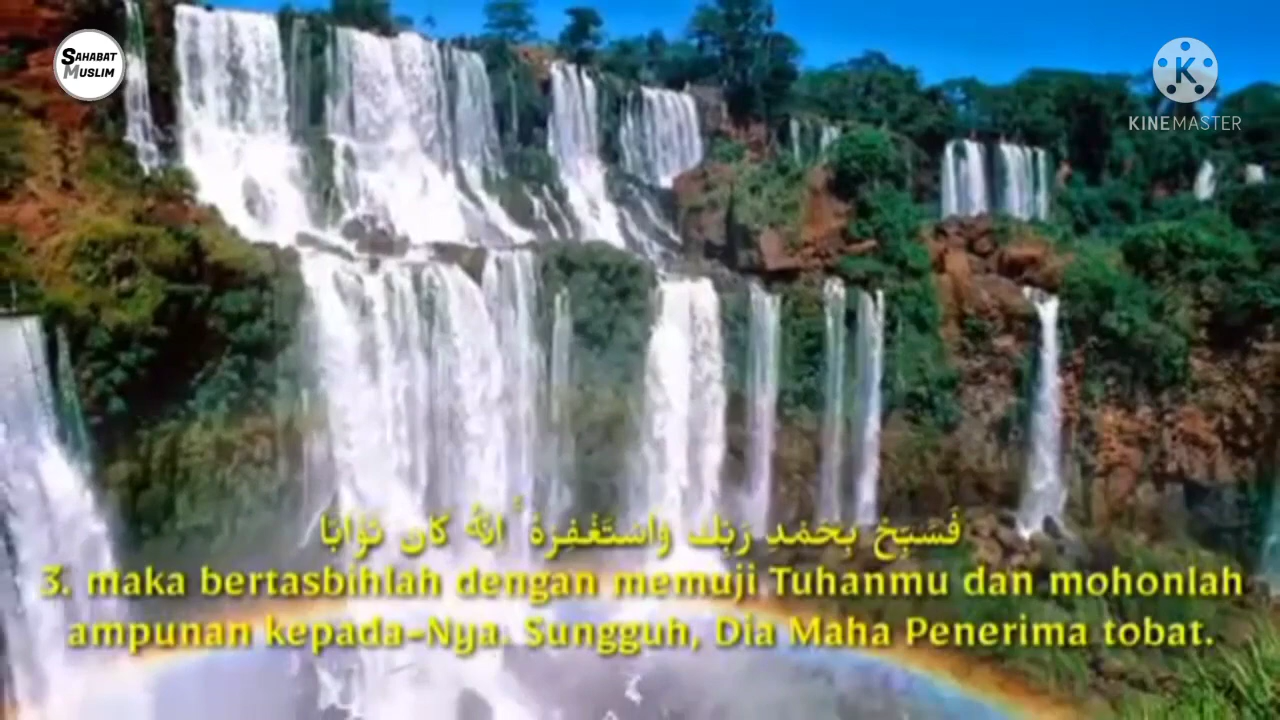 SAHABAT
MUSLIM
KINEMASTER
فَسَبِّحْ بِحَمْدِ رَبِّكَ وَاسْتَغْفِرْهُ ۚ اِنَّهٗ كَانَ تَوَّابًا
3. maka bertasbihlah dengan memuji Tuhanmu dan mohonlah
ampunan kepada-Nya. Sungguh, Dia Maha Penerima tobat.